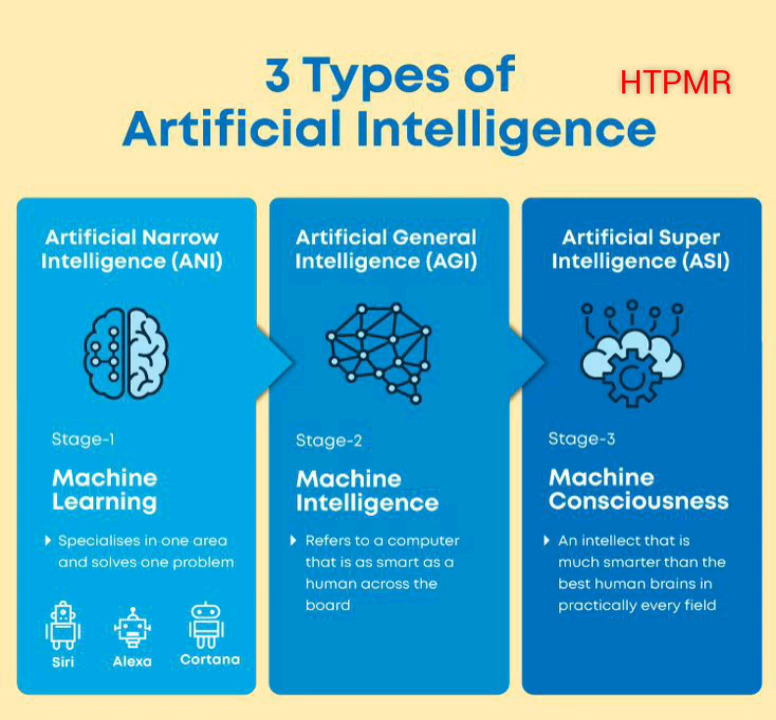 3 Types of
HTPMR
Artificial Intelligence
Artificial Narrow
Intelligence (ANI)
Stage-1
Machine
Learning
Specialises in one area
and solves one problem
Siri
Alexa
Cortana
Artificial General
Intelligence (AGI)
Stage-2
Machine
Intelligence
Refers to a computer
that is as smart as a
human across the
board
Artificial Super
Intelligence (ASI)
Stage-3
Machine
Consciousness
An intellect that is
much smarter than the
best human brains in
practically every field